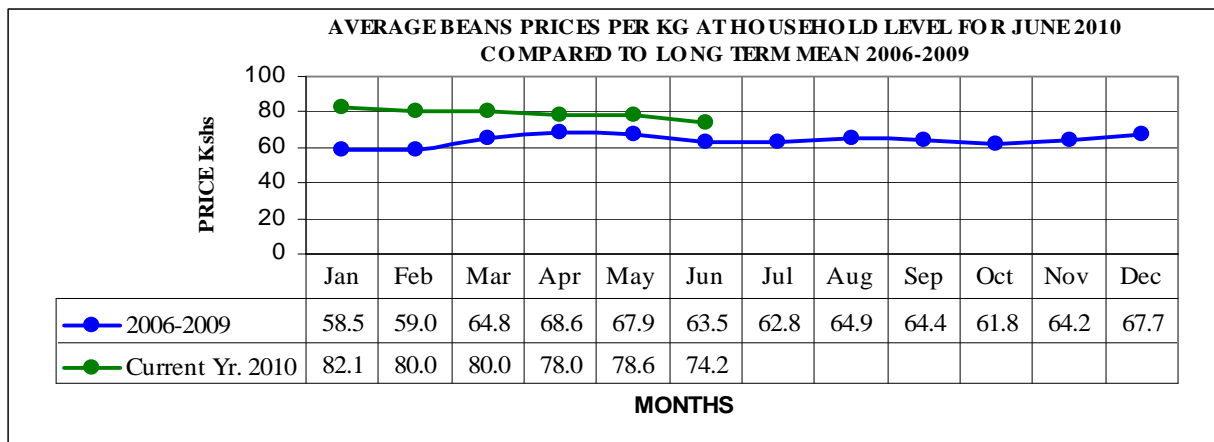 AVERAGE BEANS PRICES PER KG AT HOUSEHOLD LEVEL FOR JUNE 2010
COMPARED TO LONG TERM MEAN 2006-2009
PRICE Kshs
100
80
60
40
20
0
Jan Feb Mar Apr May Jun Jul Aug Sep Oct Nov Dec
2006-2009 58.5 59.0 64.8 68.6 67.9 63.5 62.8 64.9 64.4 61.8 64.2 67.7
Current Yr. 2010 82.1 80.0 80.0 78.0 78.6 74.2
MONTHS